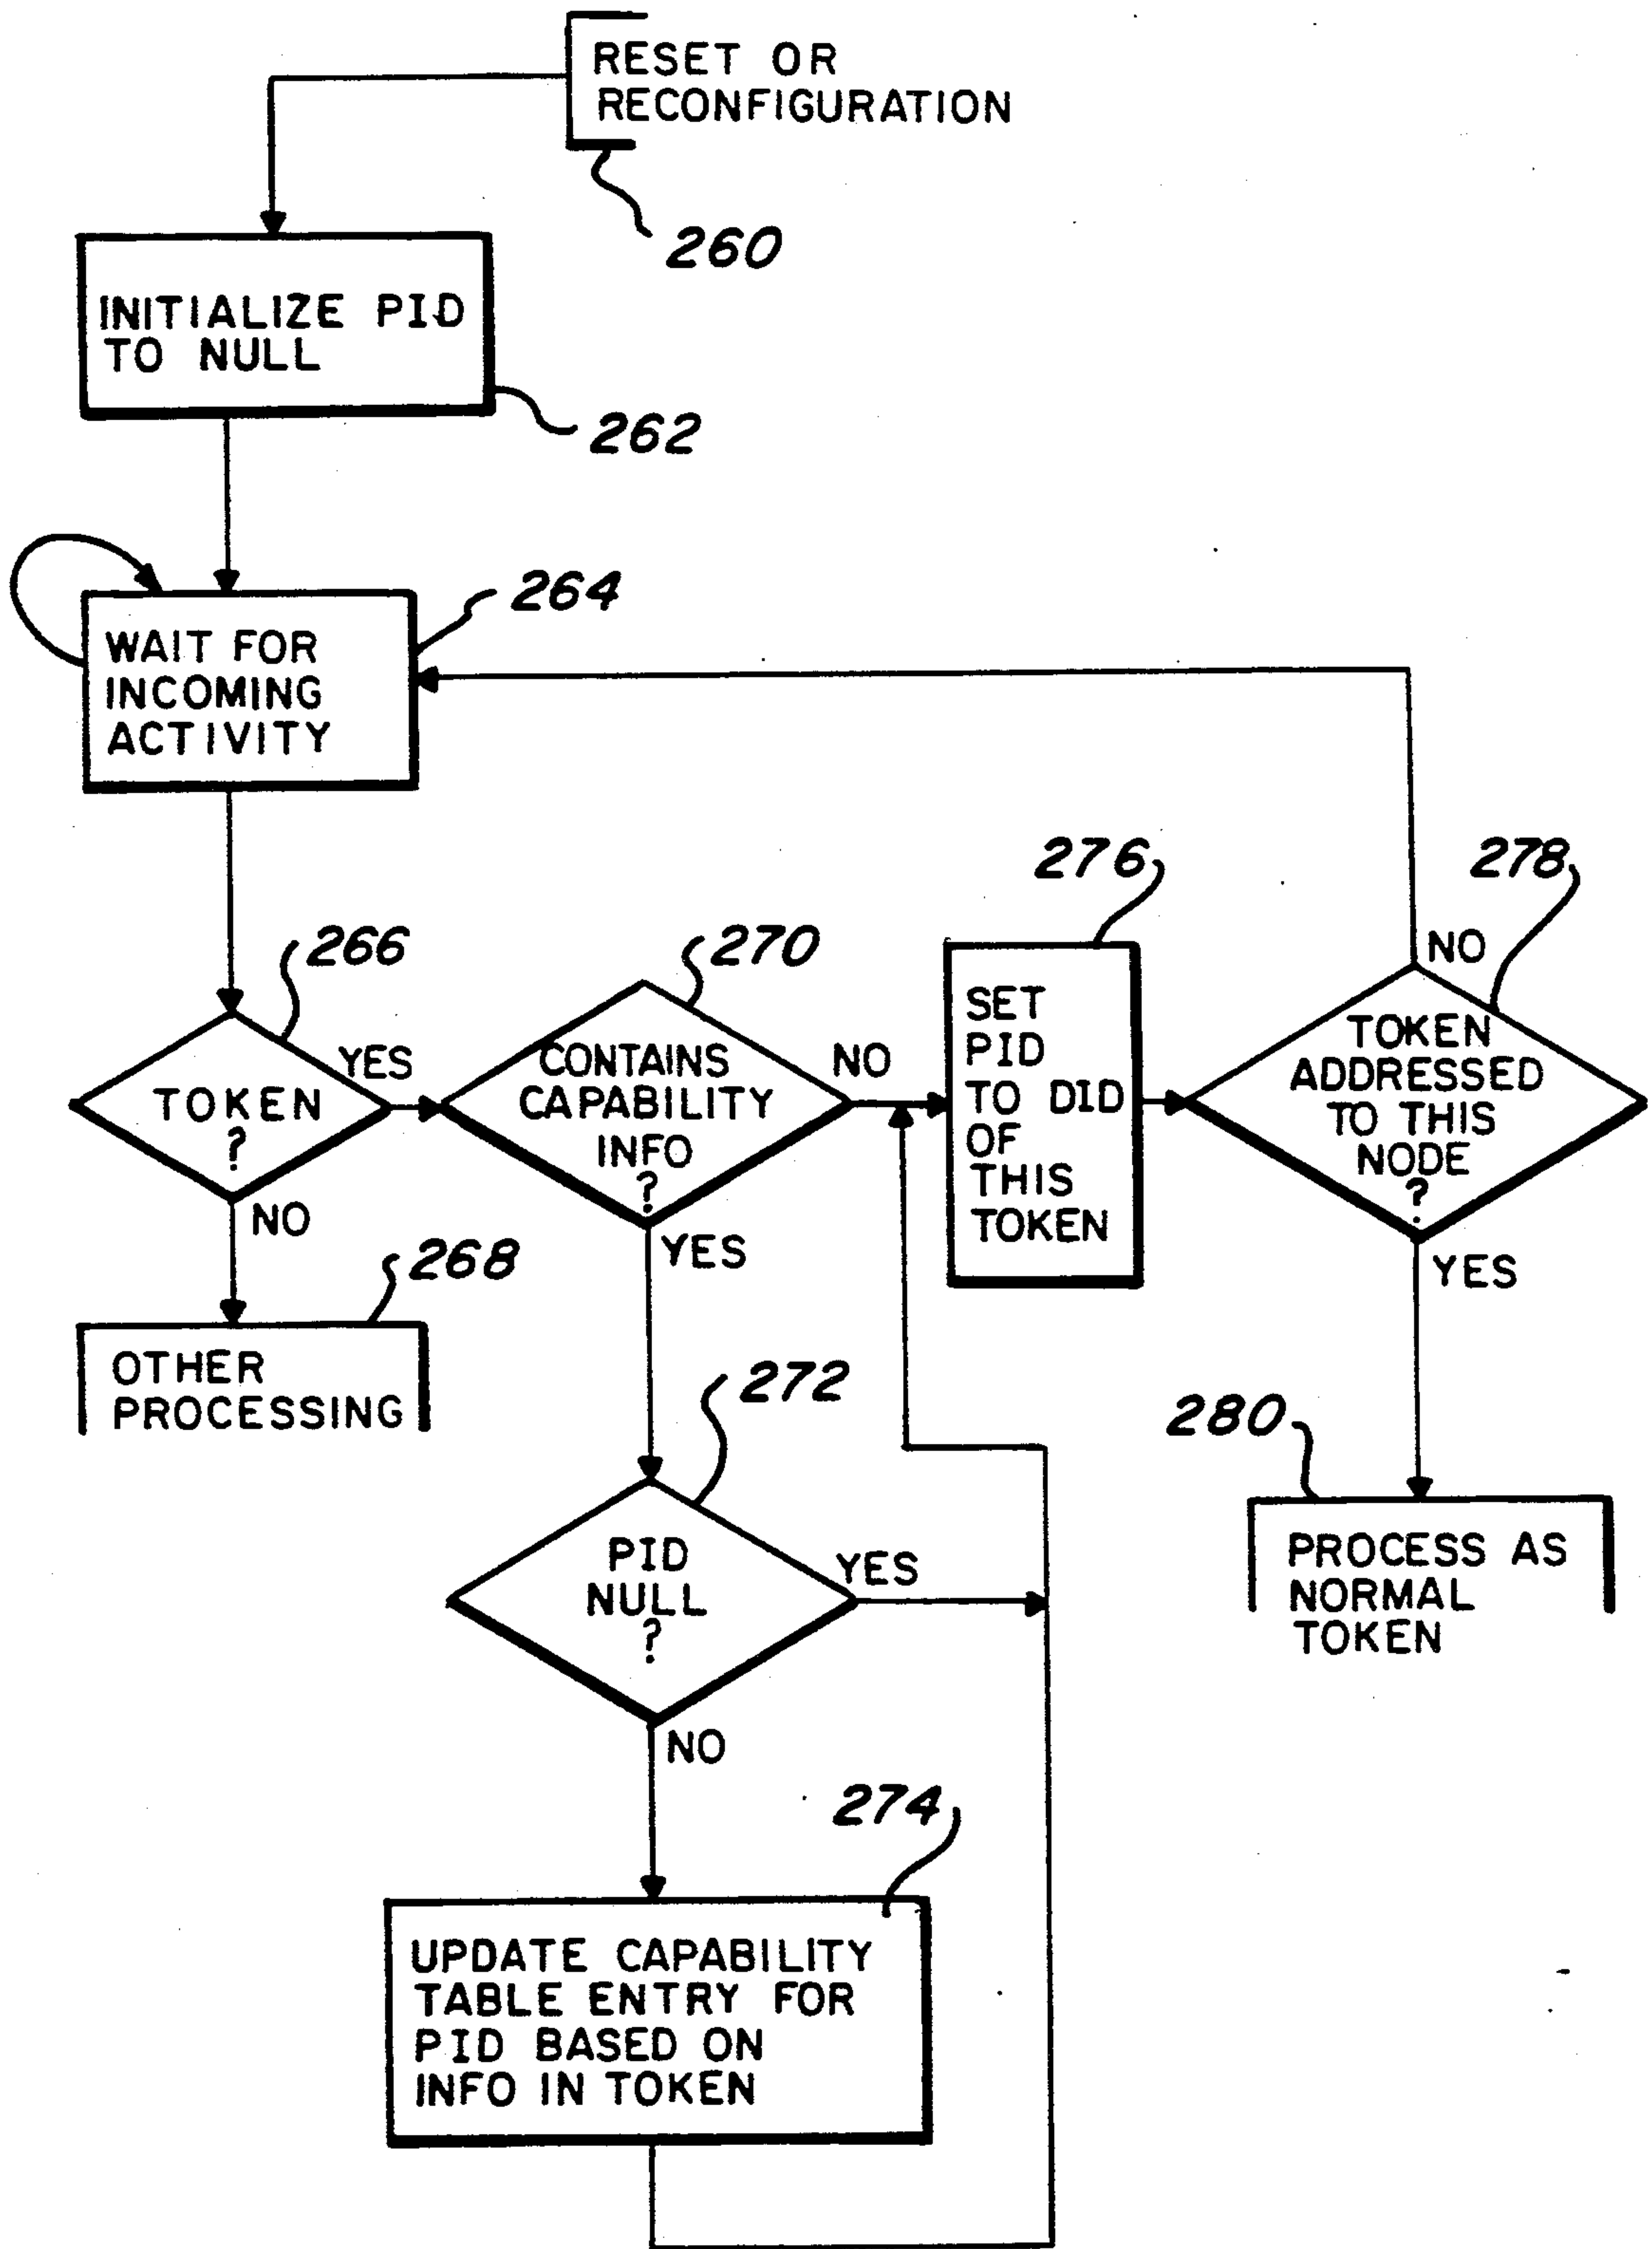 RESET OR
RECONFIGURATION
260
INITIALIZE PID
TO NULL
262
264
WAIT FOR
INCOMING
ACTIVITY
276
278
266
270
NO
SET
PID
TO DID
OF
THIS
TOKEN
TOKEN
ADDRESSED
TO THIS
NODE
?
YES
TOKEN
?
YES
CONTAINS
CAPABILITY
INFO
?
NO
NO
YES
268
OTHER
PROCESSING
272
280
PID
NULL
?
YES
PROCESS AS
NORMAL
TOKEN
NO
274
UPDATE CAPABILITY
TABLE ENTRY FOR
PID BASED ON
INFO IN TOKEN